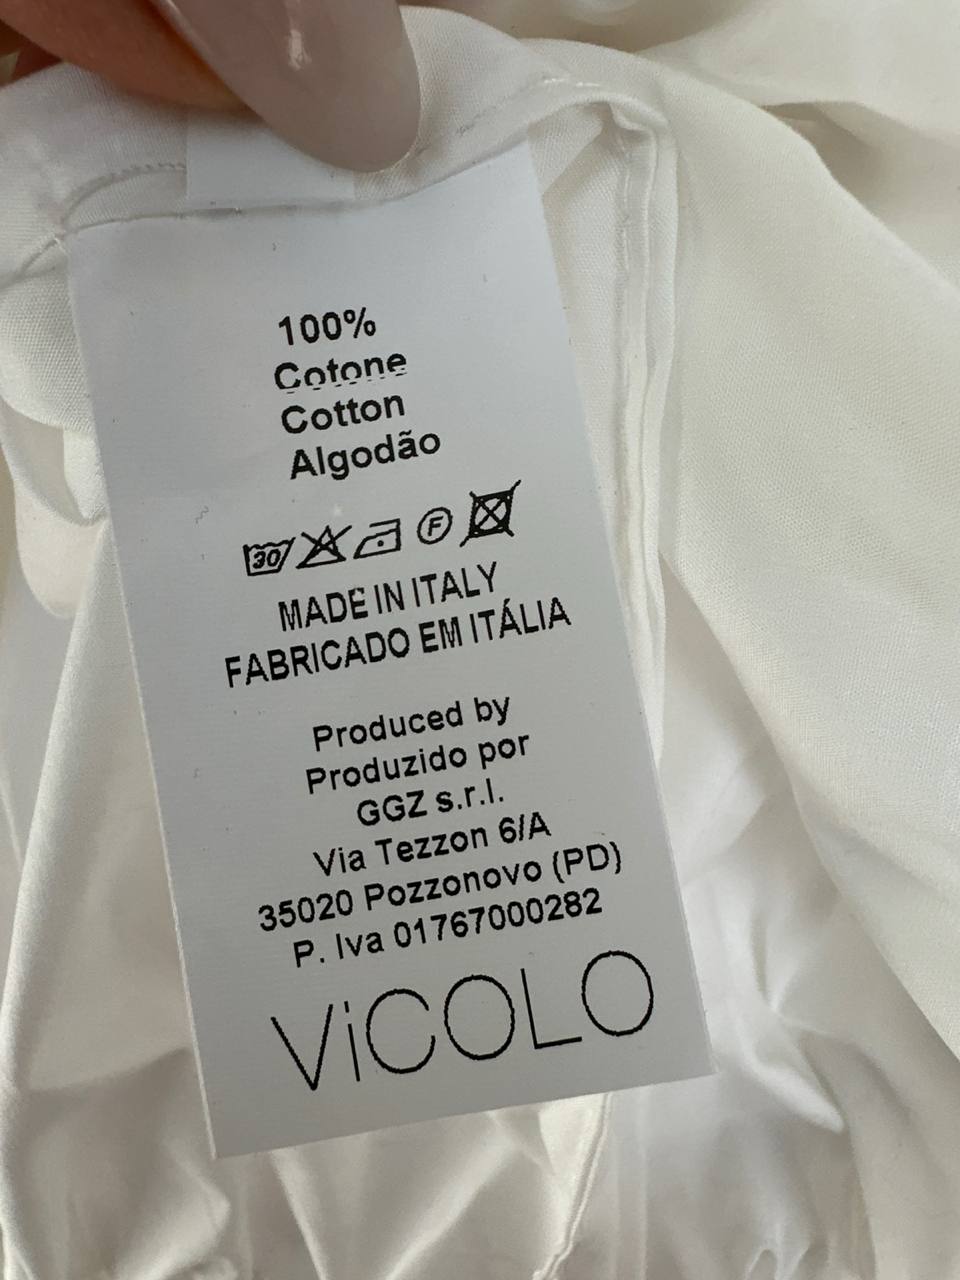 100%
Cotone
Cotton
Algodão
30 F
MADE IN ITALY
FABRICADO EM ITÁLIA
Produced by
Produzido por
GGZ s.r.l.
Via Tezzon 6/A
35020 Pozzonovo (PD)
P. Iva 01767000282
ViCOLO